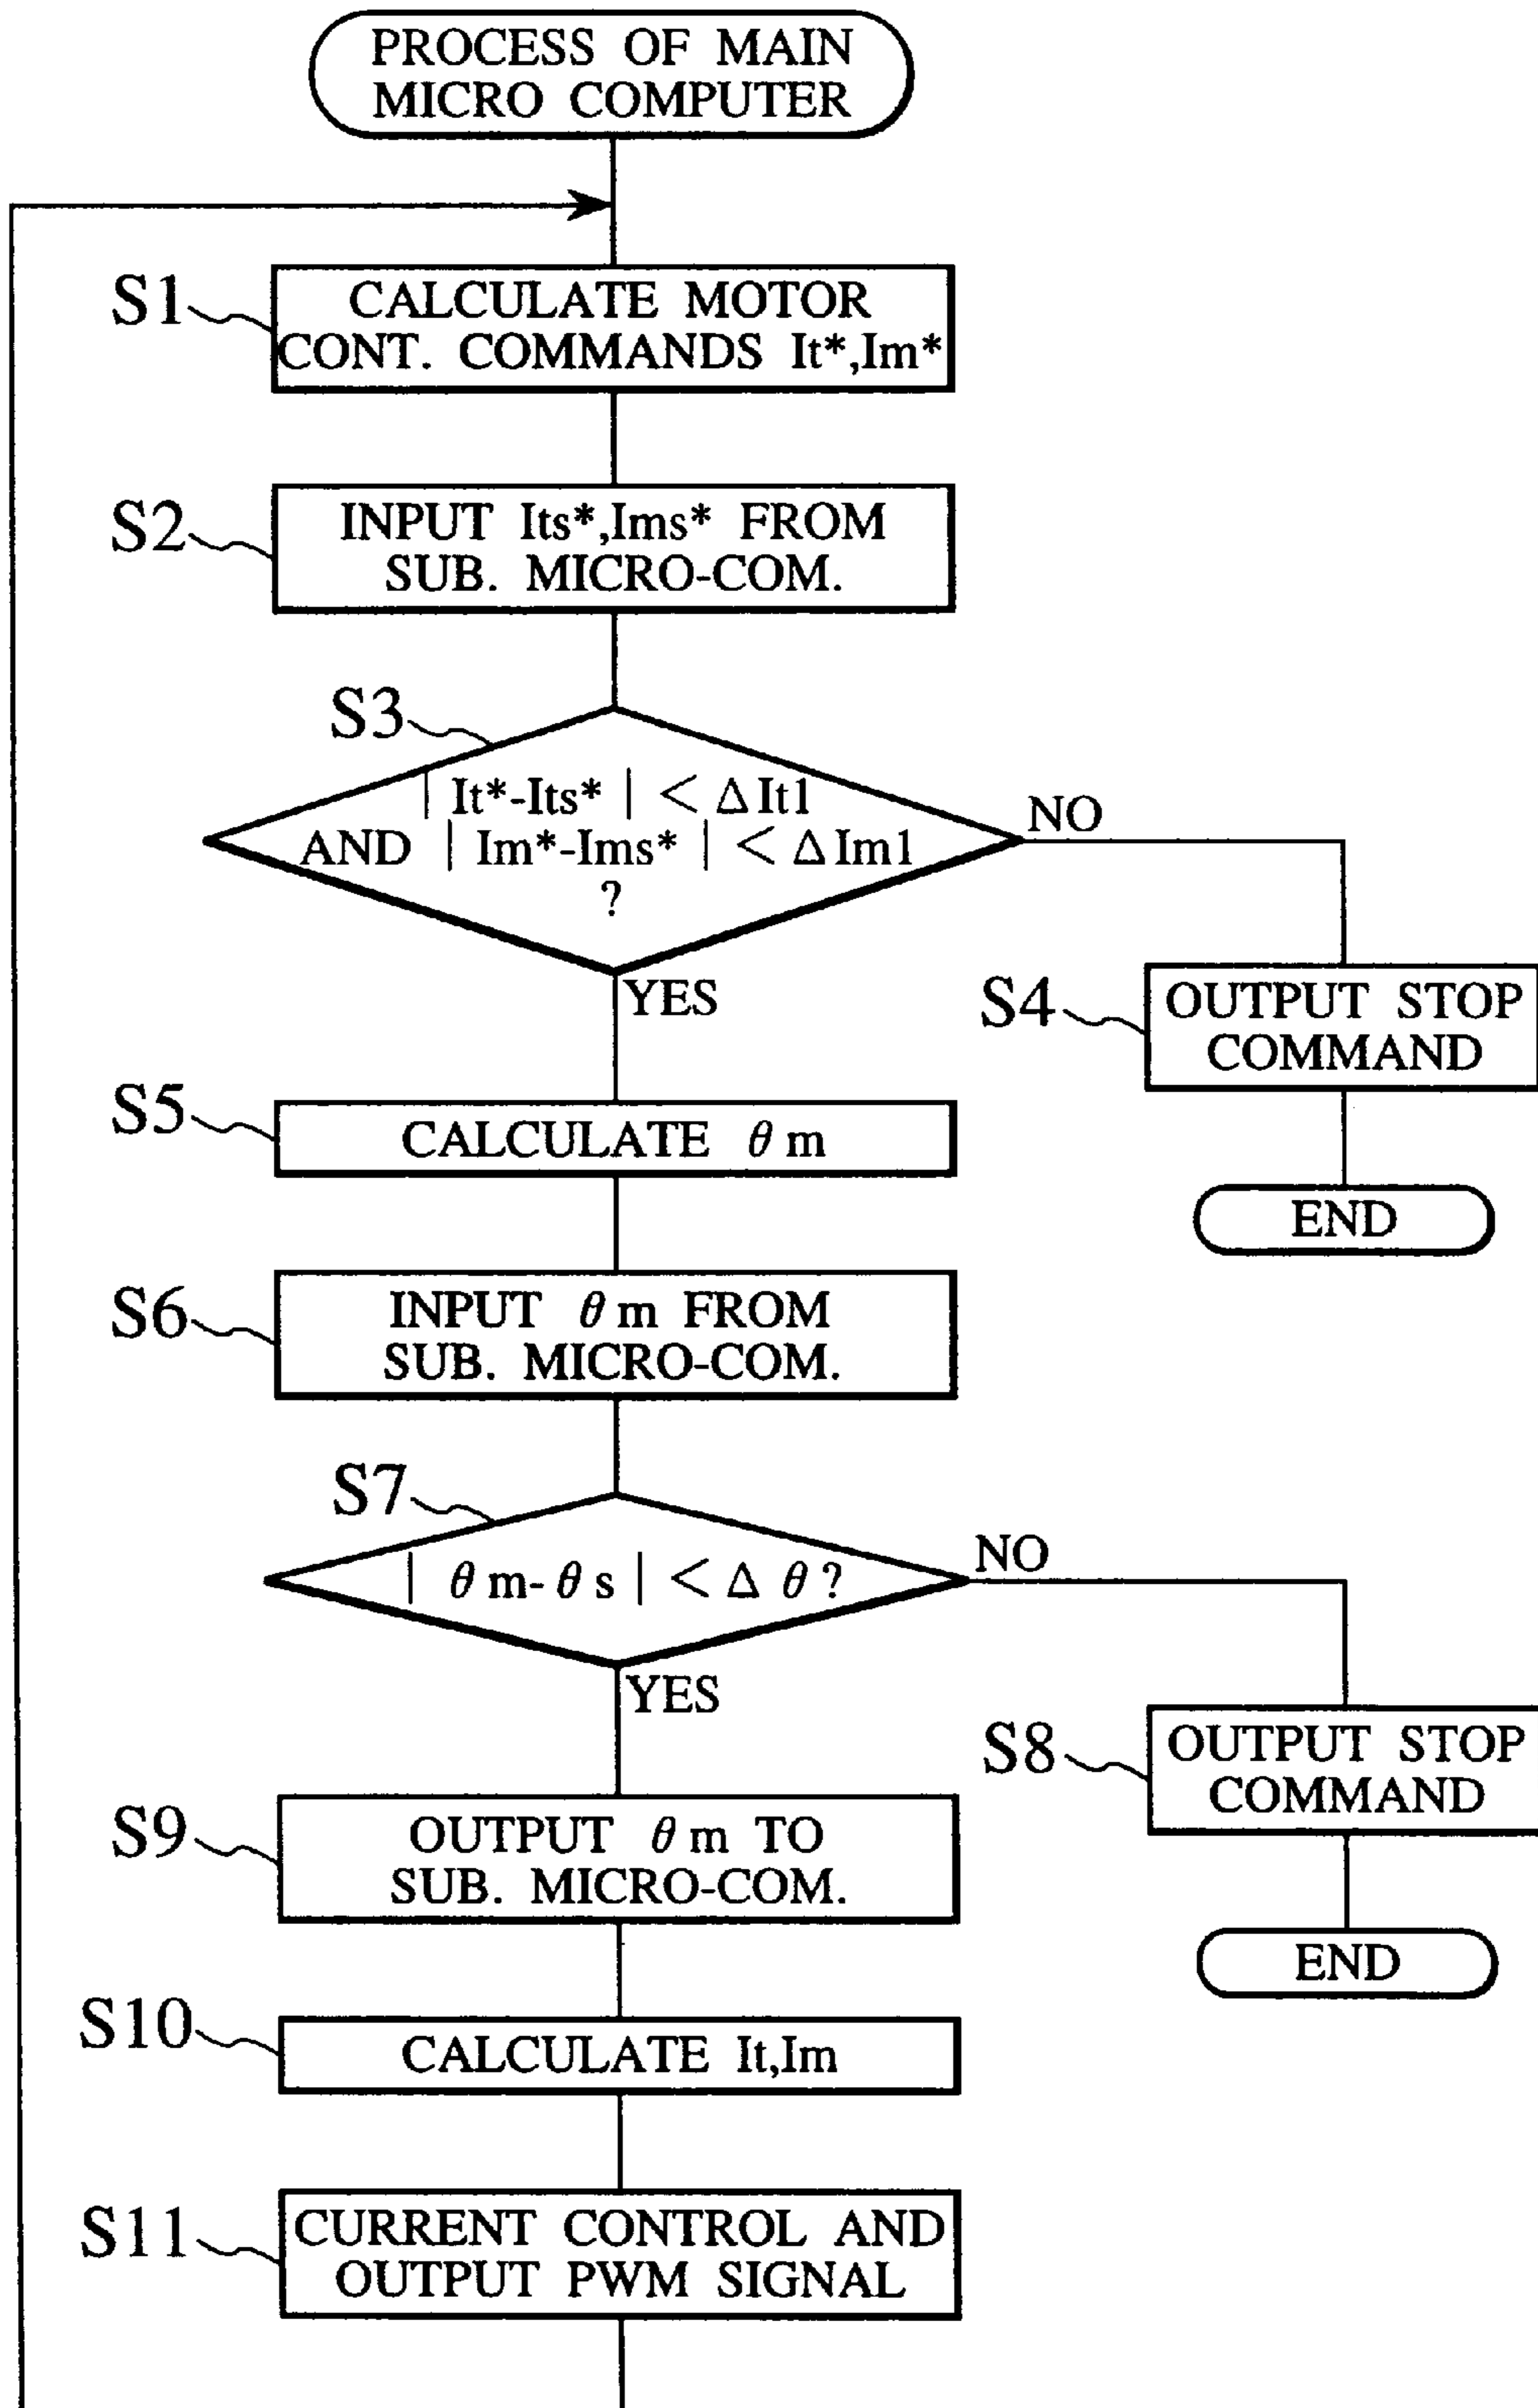 PROCESS OF MAIN
MICRO COMPUTER
S1
CALCULATE MOTOR
CONT. COMMANDS It*,Im*
S2
INPUT Its*,Ims* FROM
SUB. MICRO-COM.
S3
| It*-Its* | < ΔIt1
AND | Im*-Ims* | < ΔIm1
?
NO
YES
S4
OUTPUT STOP
COMMAND
END
S5
CALCULATE θm
S6
INPUT θm FROM
SUB. MICRO-COM.
S7
| θm-θs | < Δθ?
NO
YES
S8
OUTPUT STOP
COMMAND
END
S9
OUTPUT θm TO
SUB. MICRO-COM.
S10
CALCULATE It,Im
S11
CURRENT CONTROL AND
OUTPUT PWM SIGNAL